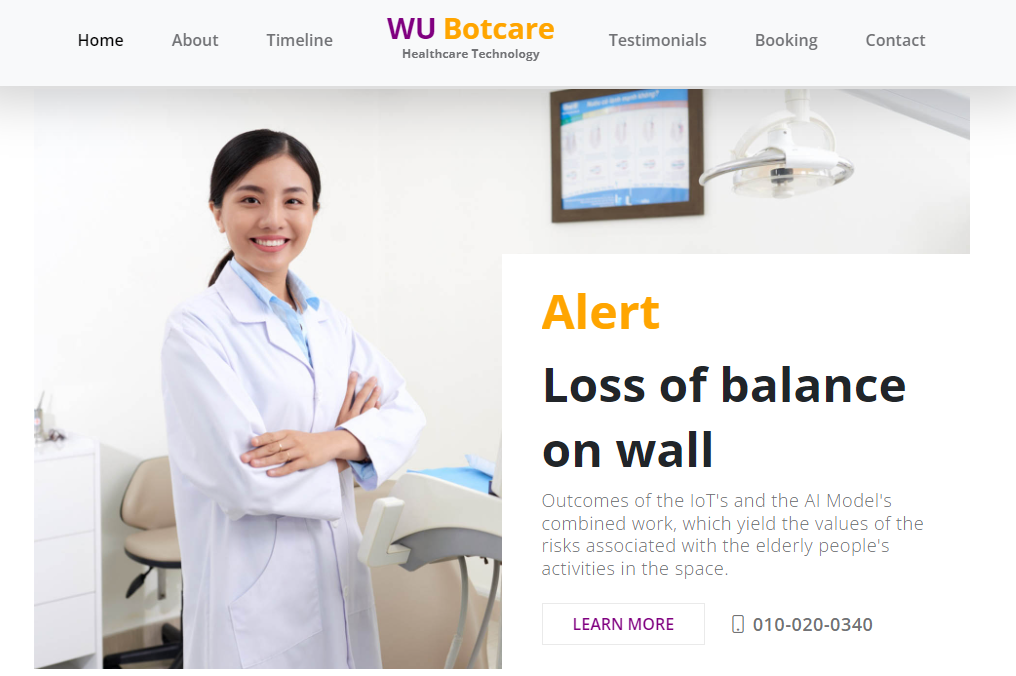 Home
About
Timeline
WU Botcare
Healthcare Technology
Testimonials
Booking
Contact
Alert
Loss of balance
on wall
Outcomes of the IoT's and the AI Model's
combined work, which yield the values of the
risks associated with the elderly people's
activities in the space.
LEARN MORE
010-020-0340